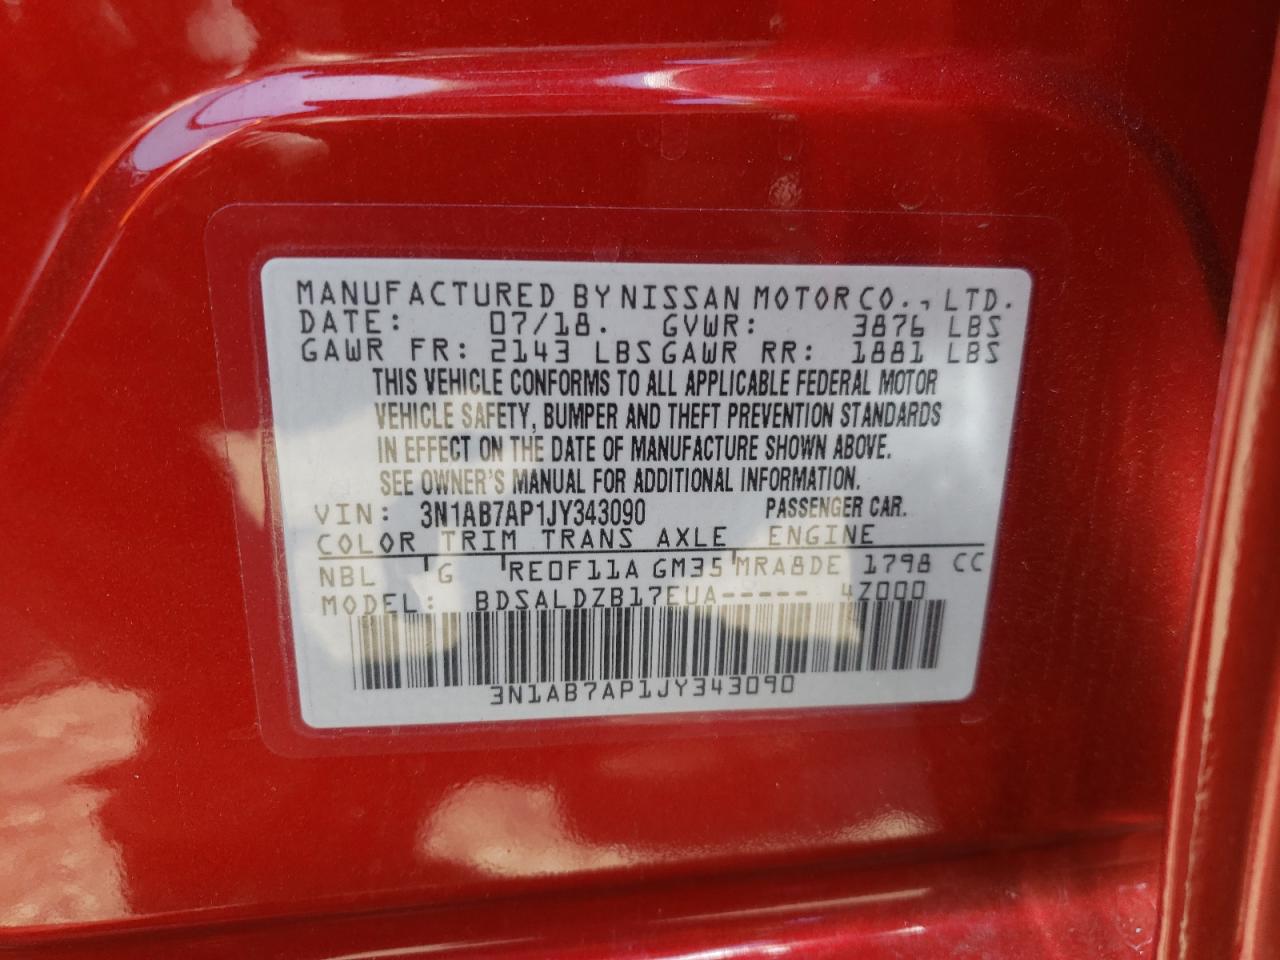 MANUFACTURED BY NISSAN MOTOR CO., LTD.
DATE: 07/18. GVWR: 3876 LBS
GAWR FR: 2143 LBS GAWR RR: 1881 LBS
THIS VEHICLE CONFORMS TO ALL APPLICABLE FEDERAL MOTOR
VEHICLE SAFETY, BUMPER AND THEFT PREVENTION STANDARDS
IN EFFECT ON THE DATE OF MANUFACTURE SHOWN ABOVE.
SEE OWNER'S MANUAL FOR ADDITIONAL INFORMATION.
VIN: 3N1AB7AP1JY343090 PASSENGER CAR.
COLOR TRIM TRANS AXLE ENGINE
NBL G RE0F11A GM35 MRA8DE 1798 CC
MODEL: BDSALDZB17EUA----- 4Z000
3N1AB7AP1JY343090